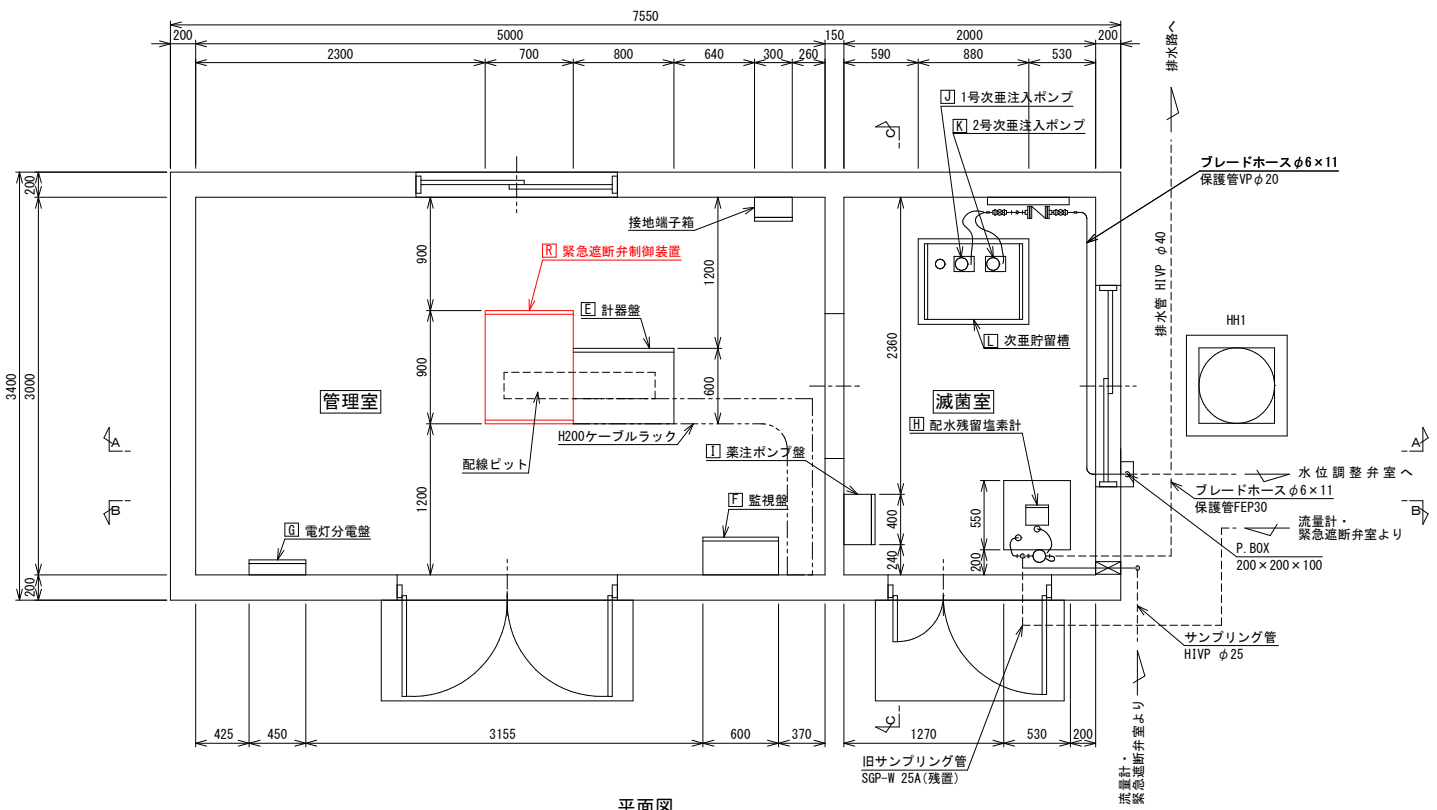 7550
200
5000
150
2000
200
2300
700
800
640
300
260
590
880
530
排水路へ
J 1号次亜注入ポンプ
K 2号次亜注入ポンプ
C
ブレードホースφ6×11
保護管VPφ20
200
接地端子箱
R 緊急遮断弁制御装置
900
1200
排水管 HIVP φ40
E 計器盤
HH1
L 次亜貯留槽
3400
3000
900
600
2360
管理室
滅菌室
H 配水残留塩素計
H200ケーブルラック
配線ピット
I 薬注ポンプ盤
A
A
水位調整弁室へ
ブレードホースφ6×11
保護管FEP30
B
B
流量計・
緊急遮断弁室より
1200
F 監視盤
400
550
G 電灯分電盤
P.BOX
200×200×100
240
200
200
サンプリング管
HIVP φ25
C
425
450
3155
600
370
1270
530
200
旧サンプリング管
SGP-W 25A(残置)
流量計・
緊急遮断弁室より
平面図